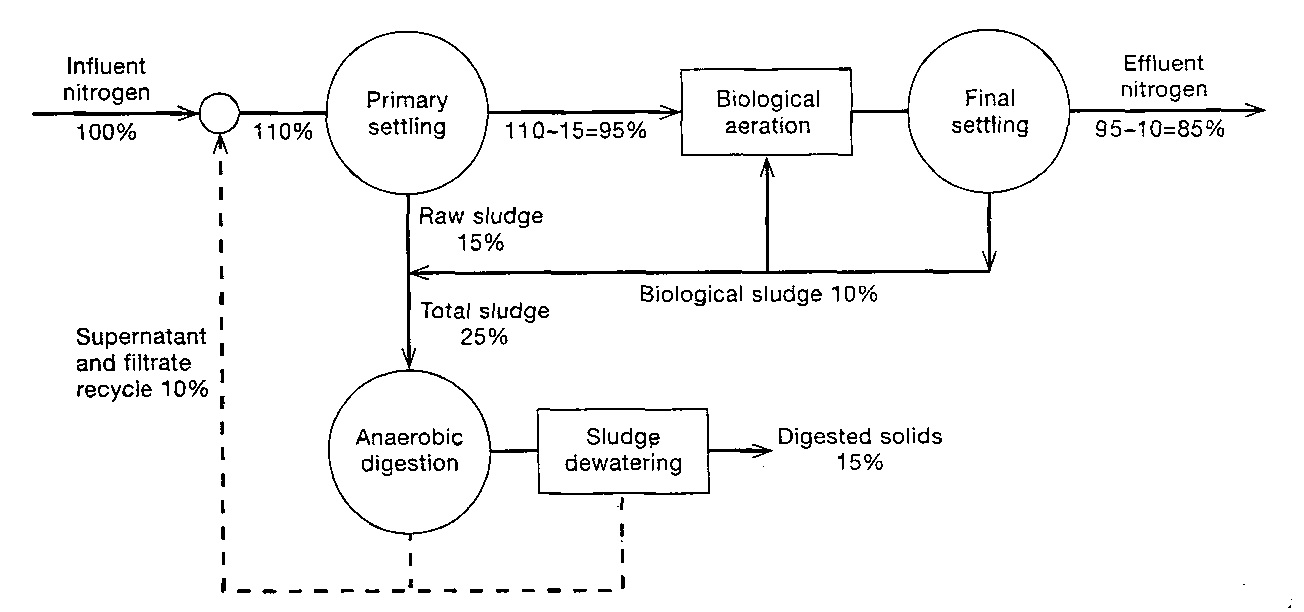 Influent
nitrogen
100%
110%
Primary
settling
110-15=95%
Biological
aeration
Final
settling
Effluent
nitrogen
95-10=85%
Raw sludge
15%
Biological sludge 10%
Total sludge
25%
Supernatant
and filtrate
recycle 10%
Anaerobic
digestion
Sludge
dewatering
Digested solids
15%